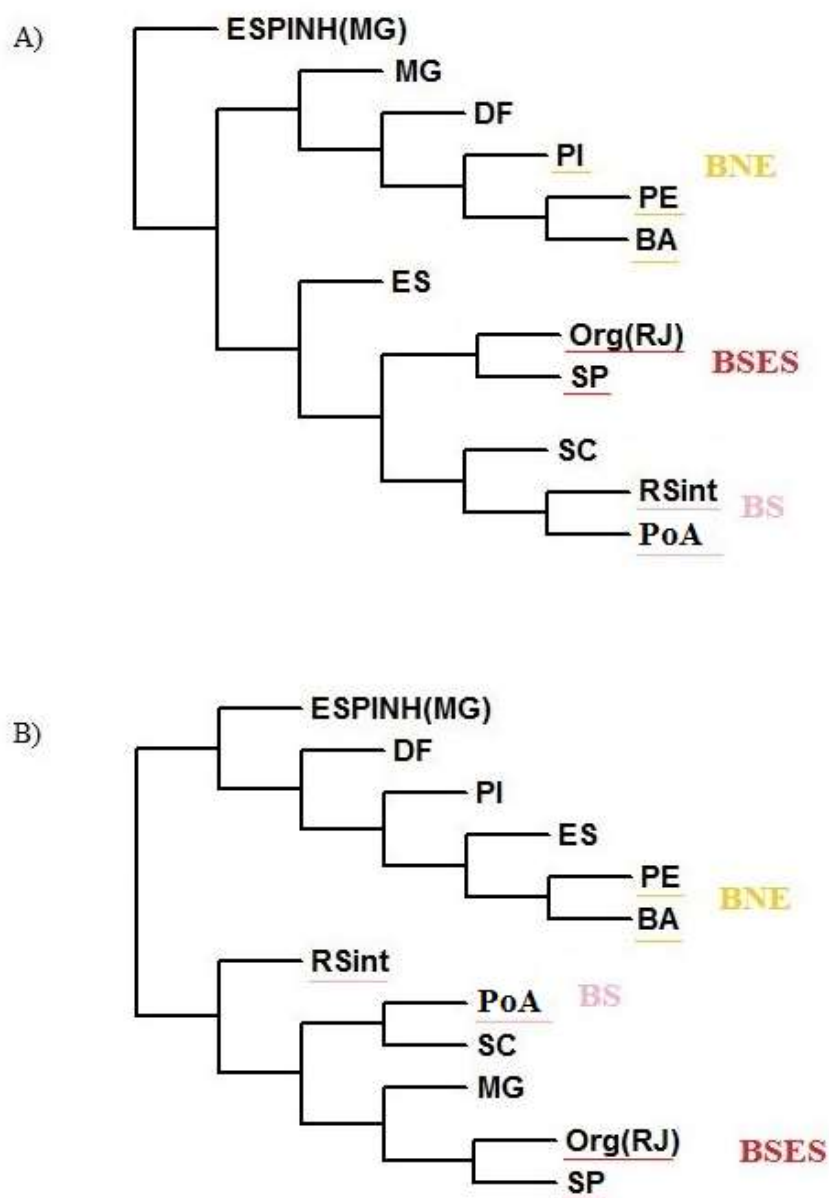 A)
ESPINH(MG)
MG
DF
PI
BNE
PE
BA
ES
Org(RJ)
BSES
SP
SC
RSint
BS
PoA
B)
ESPINH(MG)
DF
PI
ES
PE
BNE
BA
RSint
PoA
BS
SC
MG
Org(RJ)
BSES
SP